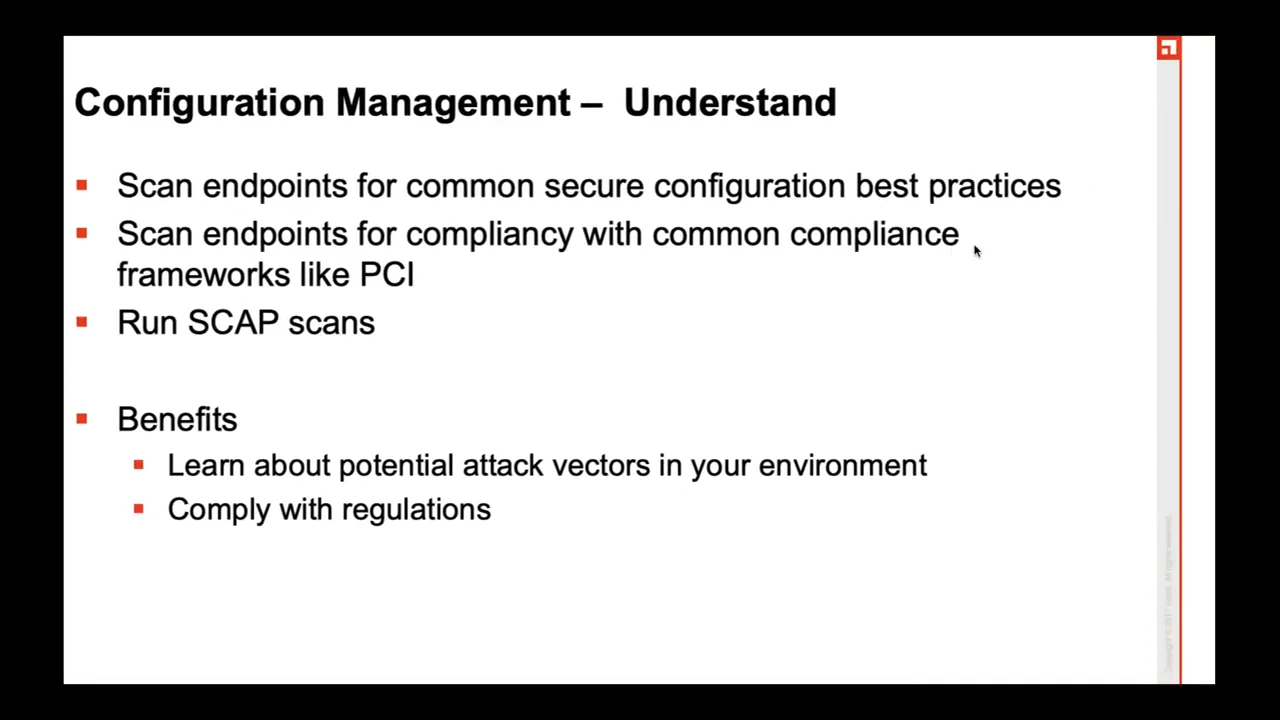 Configuration Management – Understand
Scan endpoints for common secure configuration best practices
Scan endpoints for compliancy with common compliance
frameworks like PCI
Run SCAP scans
Benefits
Learn about potential attack vectors in your environment
Comply with regulations